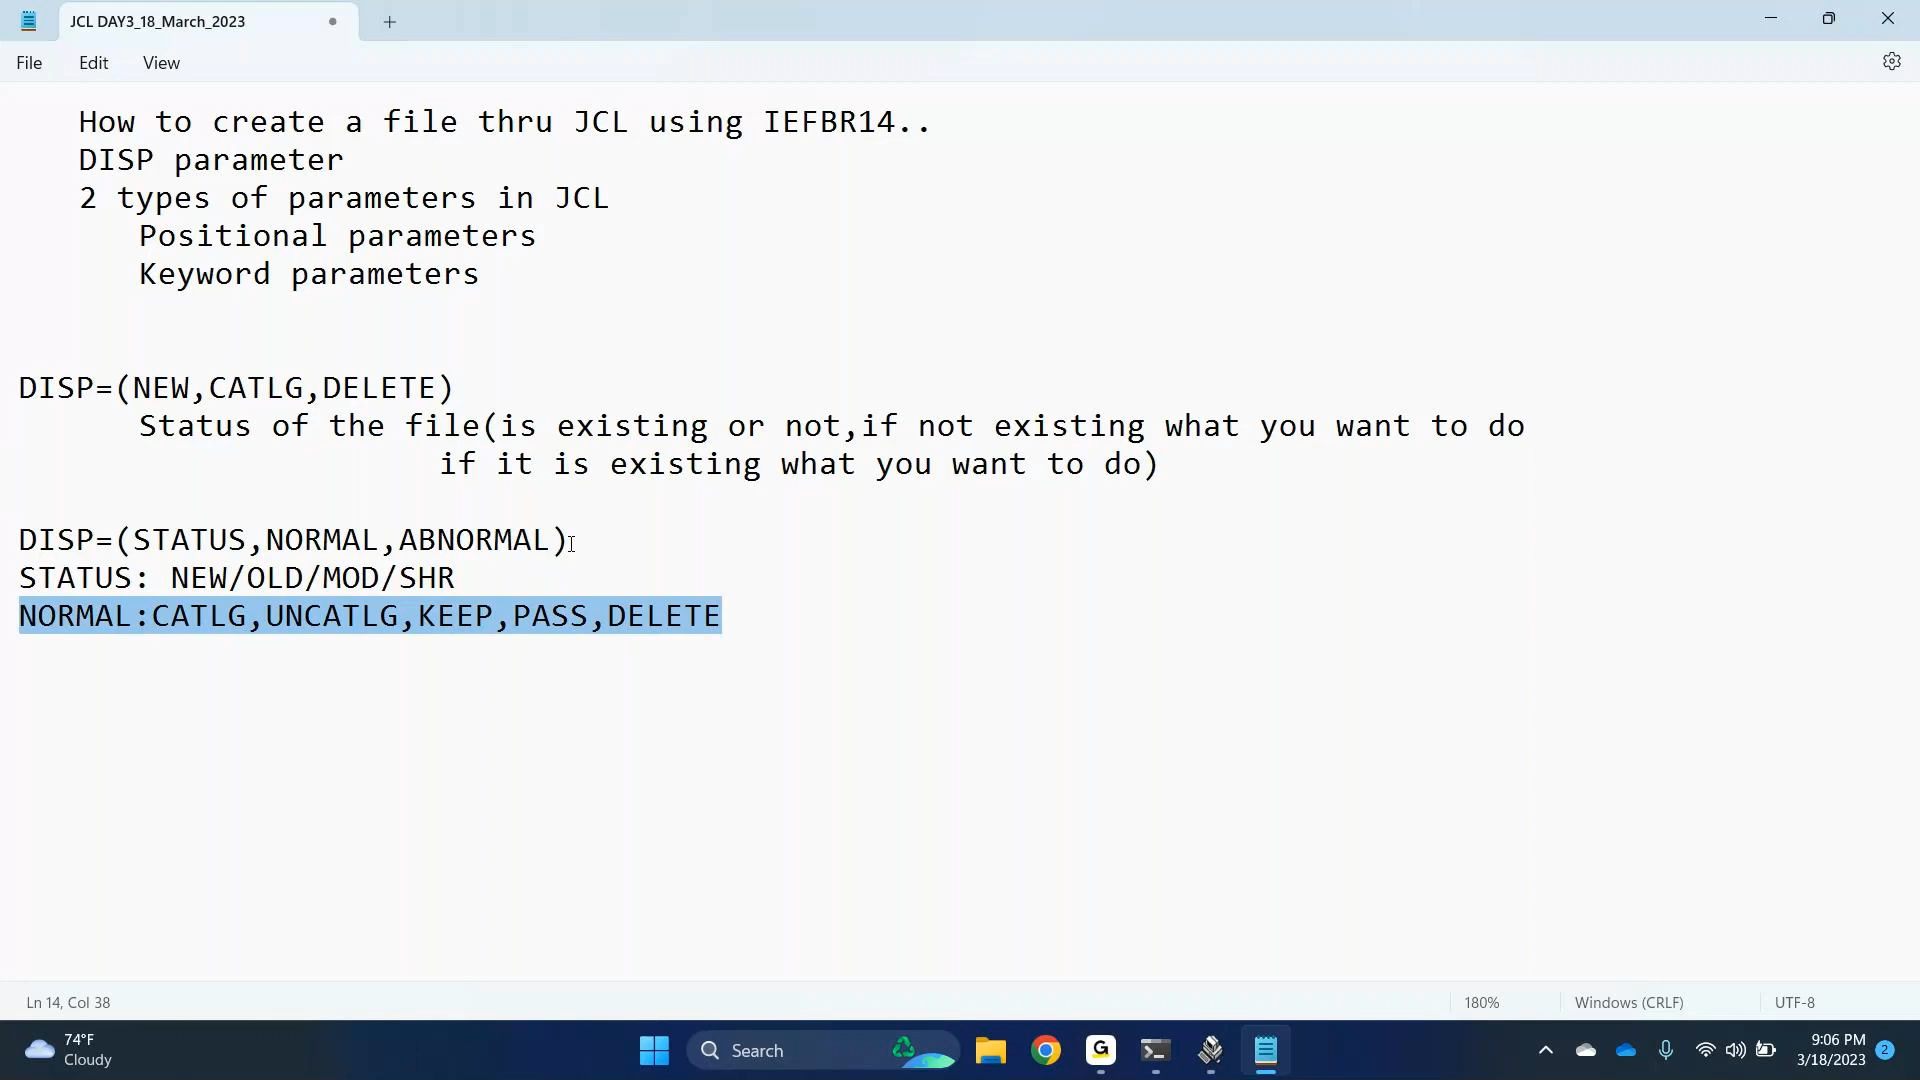 JCL DAY3_18_March_2023
File Edit View
How to create a file thru JCL using IEFBR14..
DISP parameter
2 types of parameters in JCL
Positional parameters
Keyword parameters
DISP=(NEW,CATLG,DELETE)
Status of the file(is existing or not,if not existing what you want to do
if it is existing what you want to do)
DISP=(STATUS,NORMAL,ABNORMAL)
STATUS: NEW/OLD/MOD/SHR
NORMAL:CATLG,UNCATLG,KEEP,PASS,DELETE
Ln 14, Col 38 180% Windows (CRLF) UTF-8
74°F
Cloudy
Search
G
9:06 PM
3/18/2023
2